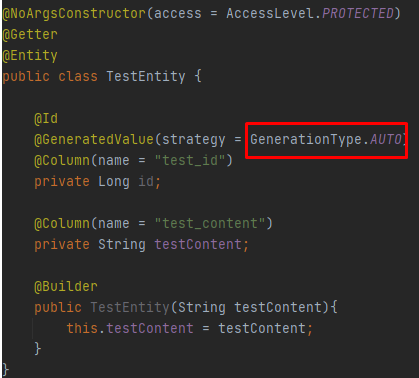 @NoArgsConstructor(access = AccessLevel.PROTECTED)
@Getter
@Entity
public class TestEntity {
@Id
@GeneratedValue(strategy = GenerationType.AUTO)
@Column(name = "test_id")
private Long id;
@Column(name = "test_content")
private String testContent;
@Builder
public TestEntity(String testContent){
this.testContent = testContent;
}
}